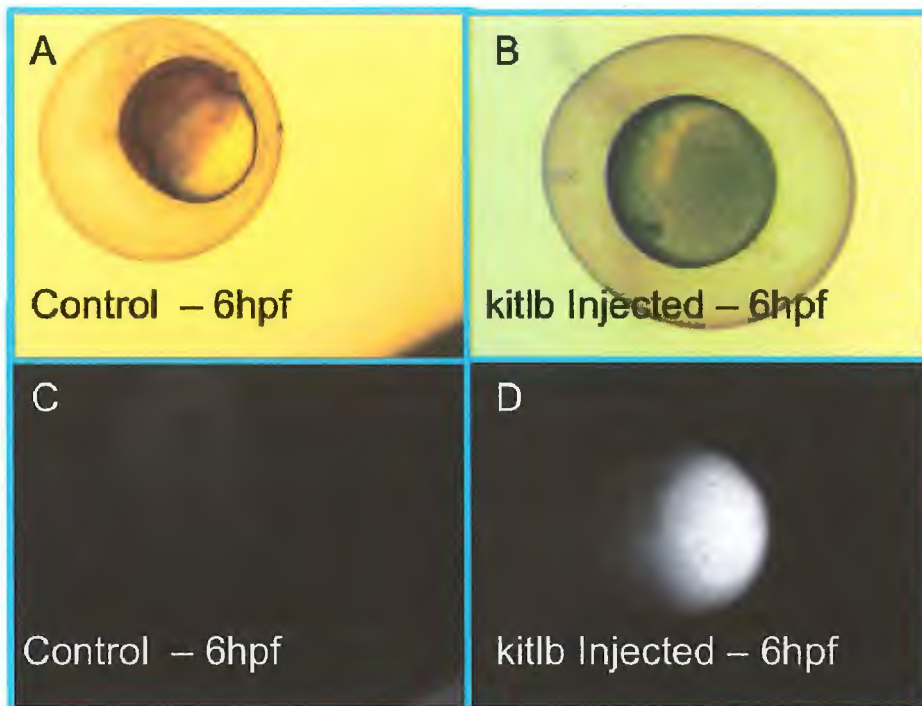 A
Control – 6hpf
B
kitlb Injected – 6hpf
C
Control – 6hpf
D
kitlb Injected – 6hpf